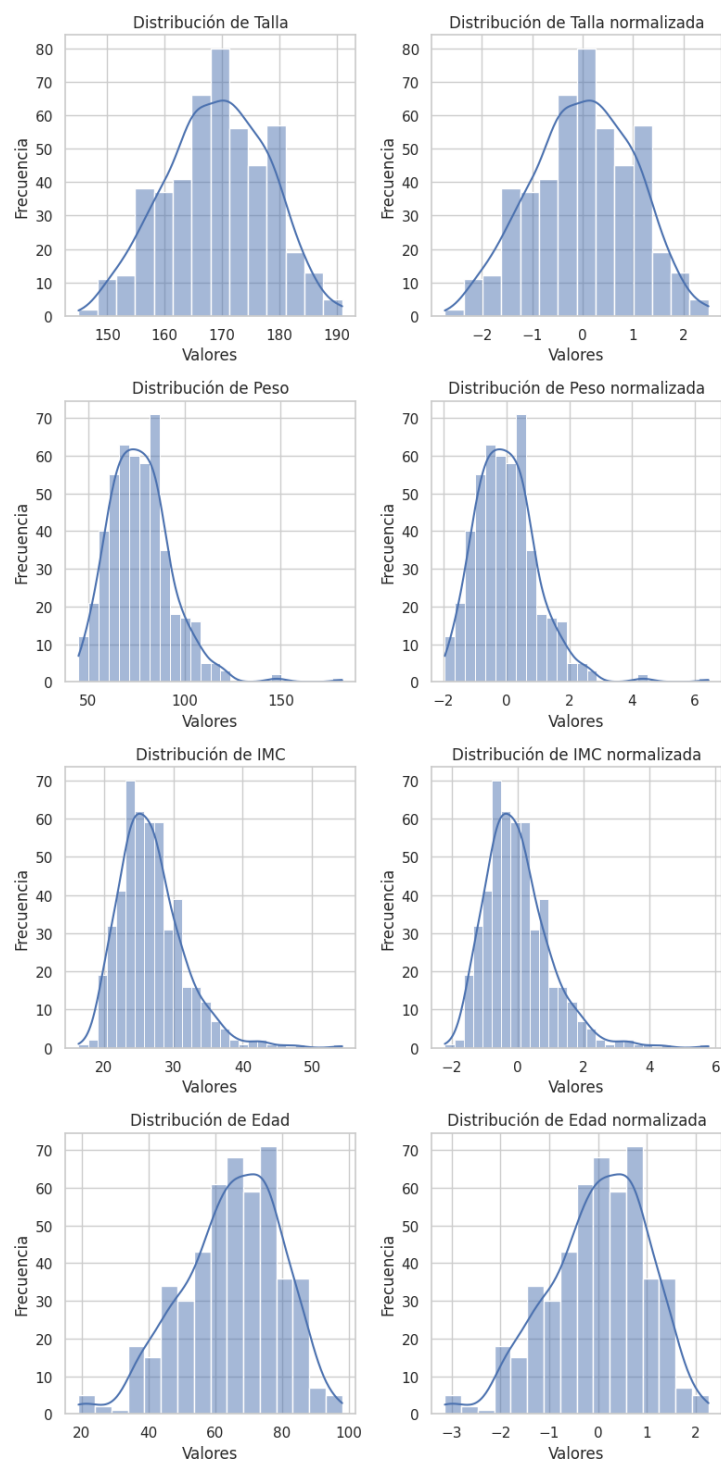 Distribución de Talla
80
70
60
50
40
30
20
10
0
Frecuencia
150 160 170 180 190
Valores
Distribución de Talla normalizada
80
70
60
50
40
30
20
10
0
Frecuencia
−2 −1 0 1 2
Valores
Distribución de Peso
70
60
50
40
30
20
10
0
Frecuencia
50 100 150
Valores
Distribución de Peso normalizada
70
60
50
40
30
20
10
0
Frecuencia
−2 0 2 4 6
Valores
Distribución de IMC
70
60
50
40
30
20
10
0
Frecuencia
20 30 40 50
Valores
Distribución de IMC normalizada
70
60
50
40
30
20
10
0
Frecuencia
−2 0 2 4 6
Valores
Distribución de Edad
70
60
50
40
30
20
10
0
Frecuencia
20 40 60 80 100
Valores
Distribución de Edad normalizada
70
60
50
40
30
20
10
0
Frecuencia
−3 −2 −1 0 1 2
Valores